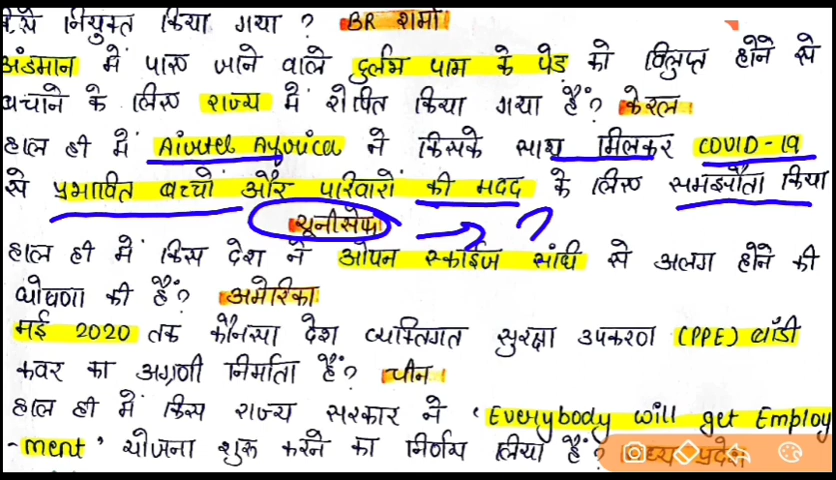 किसे नियुक्त किया गया ? BR शर्मा
अंडमान में पाए जाने वाले दुर्लभ पाम के पेड़ को विलुप्त होने से
बचाने के लिए राज्य में रोपित किया गया है? केरल
हाल ही में Airtel Africa ने किसके साथ मिलकर COVID-19
से प्रभावित बच्चों और परिवारों की मदद के लिए समझौता किया
यूनीसेफ ?
हाल ही में किस देश ने ओपन स्काईज संधि से अलग होने की
घोषणा की है? अमेरिका
मई 2020 तक कौनसा देश व्यक्तिगत सुरक्षा उपकरण (PPE) बॉडी
कवर का अग्रणी निर्माता है? चीन
हाल ही में किस राज्य सरकार ने 'Everybody will get Employ
-ment' योजना शुरू करने का निर्णय लिया है? मध्य प्रदेश